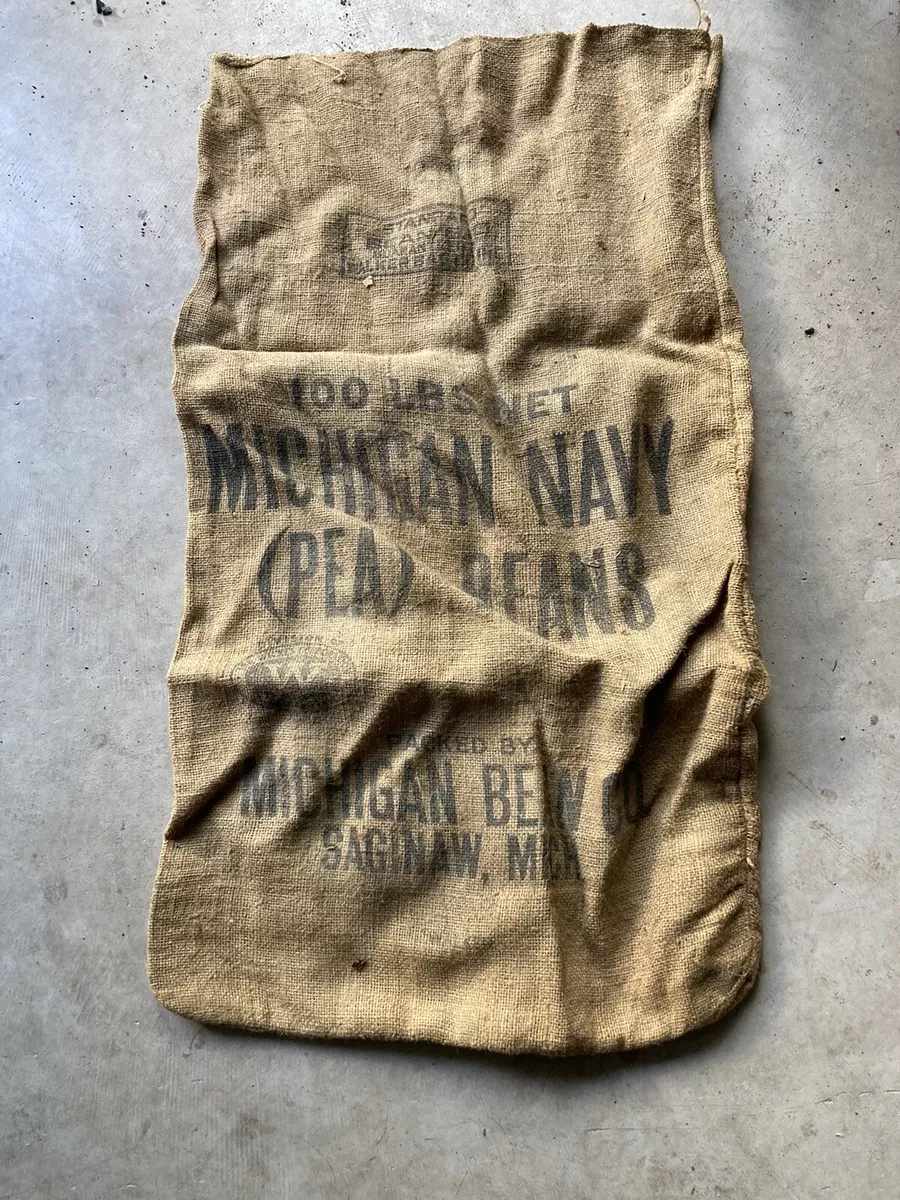 100 LBS NET
MICHIGAN NAVY
(PEA) BEANS
PACKED BY
MICHIGAN BEAN CO
SAGINAW, MICH